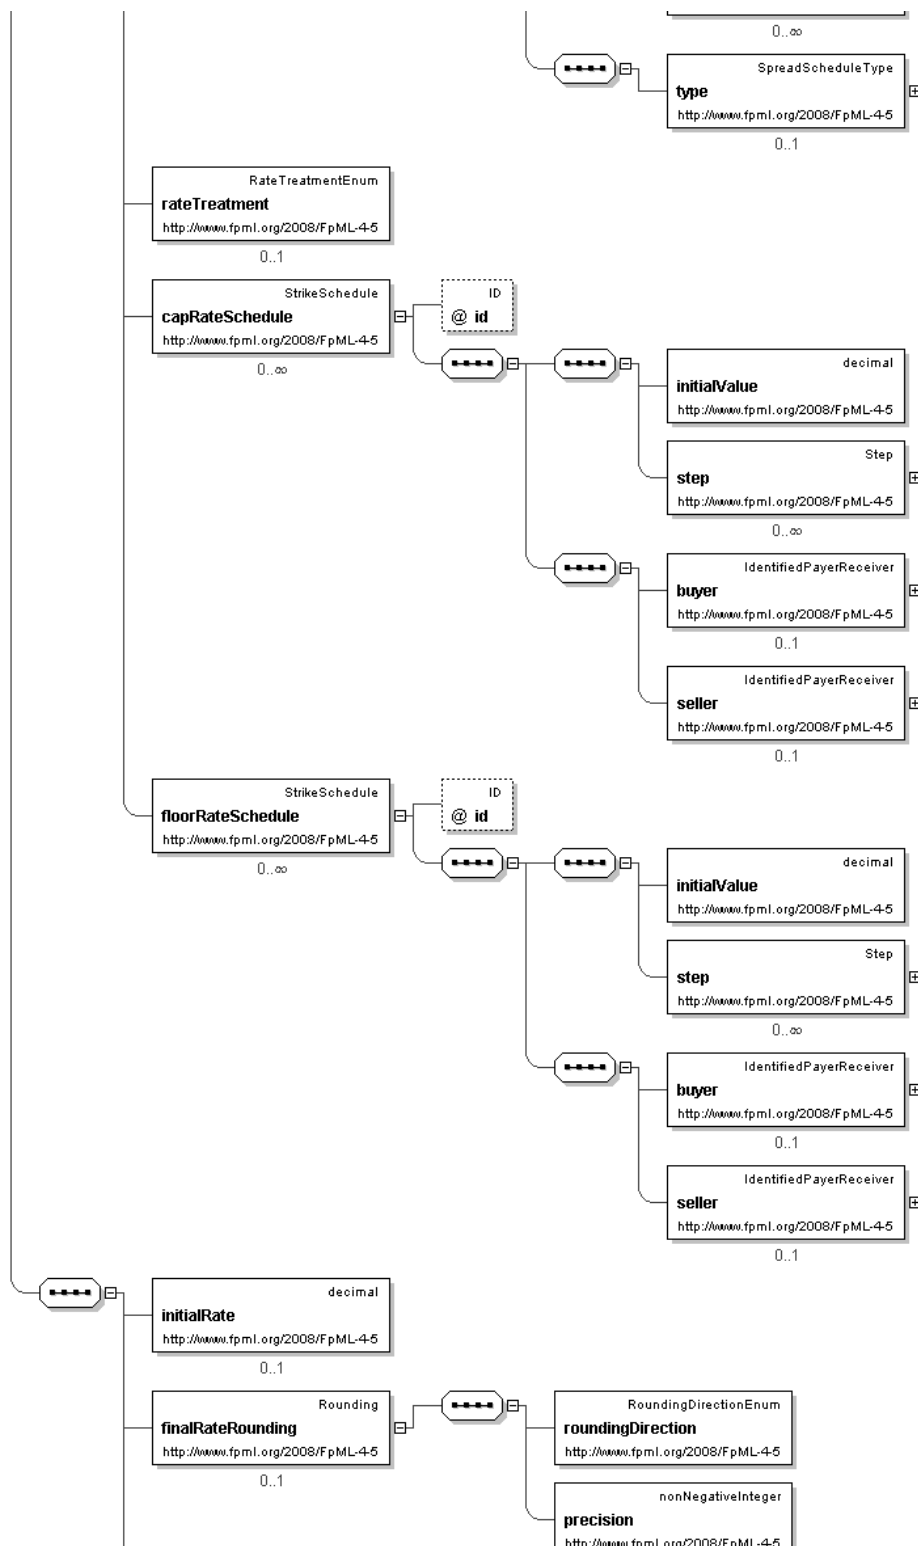 0..∞
SpreadScheduleType
type
http://www.fpml.org/2008/FpML-4-5
0..1
RateTreatmentEnum
rateTreatment
http://www.fpml.org/2008/FpML-4-5
0..1
StrikeSchedule
capRateSchedule
http://www.fpml.org/2008/FpML-4-5
0..∞
ID
@ id
decimal
initialValue
http://www.fpml.org/2008/FpML-4-5
Step
step
http://www.fpml.org/2008/FpML-4-5
0..∞
IdentifiedPayerReceiver
buyer
http://www.fpml.org/2008/FpML-4-5
0..1
IdentifiedPayerReceiver
seller
http://www.fpml.org/2008/FpML-4-5
0..1
StrikeSchedule
floorRateSchedule
http://www.fpml.org/2008/FpML-4-5
0..∞
ID
@ id
decimal
initialValue
http://www.fpml.org/2008/FpML-4-5
Step
step
http://www.fpml.org/2008/FpML-4-5
0..∞
IdentifiedPayerReceiver
buyer
http://www.fpml.org/2008/FpML-4-5
0..1
IdentifiedPayerReceiver
seller
http://www.fpml.org/2008/FpML-4-5
0..1
decimal
initialRate
http://www.fpml.org/2008/FpML-4-5
0..1
Rounding
finalRateRounding
http://www.fpml.org/2008/FpML-4-5
0..1
RoundingDirectionEnum
roundingDirection
http://www.fpml.org/2008/FpML-4-5
nonNegativeInteger
precision
http://www.fpml.org/2008/FpML-4-5